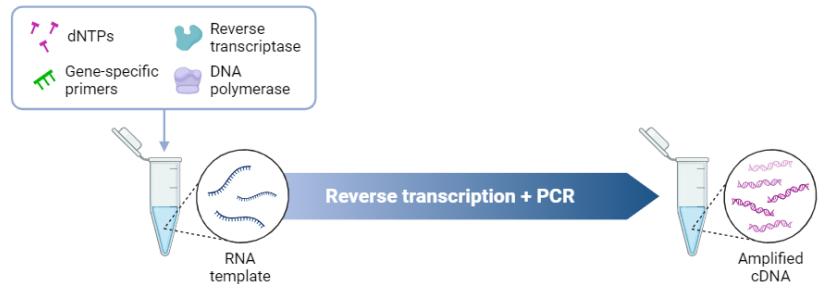 dNTPs
Reverse
transcriptase
Gene-specific
primers
DNA
polymerase
Reverse transcription + PCR
RNA
template
Amplified
cDNA